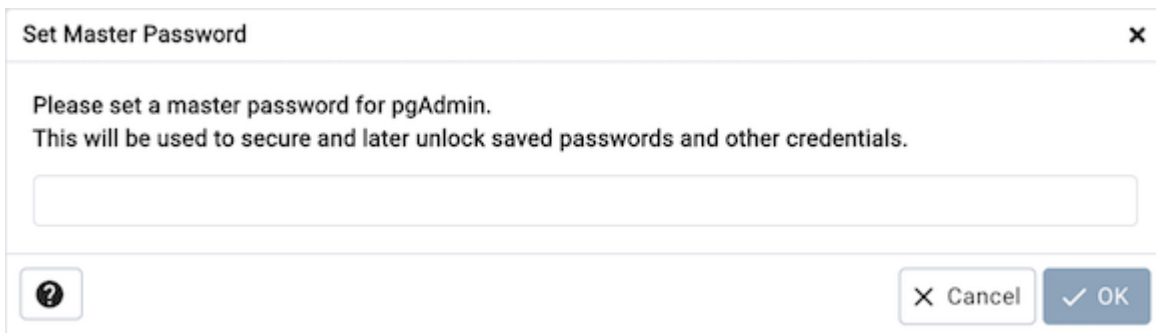 Set Master Password
Please set a master password for pgAdmin.
This will be used to secure and later unlock saved passwords and other credentials.
Cancel
OK